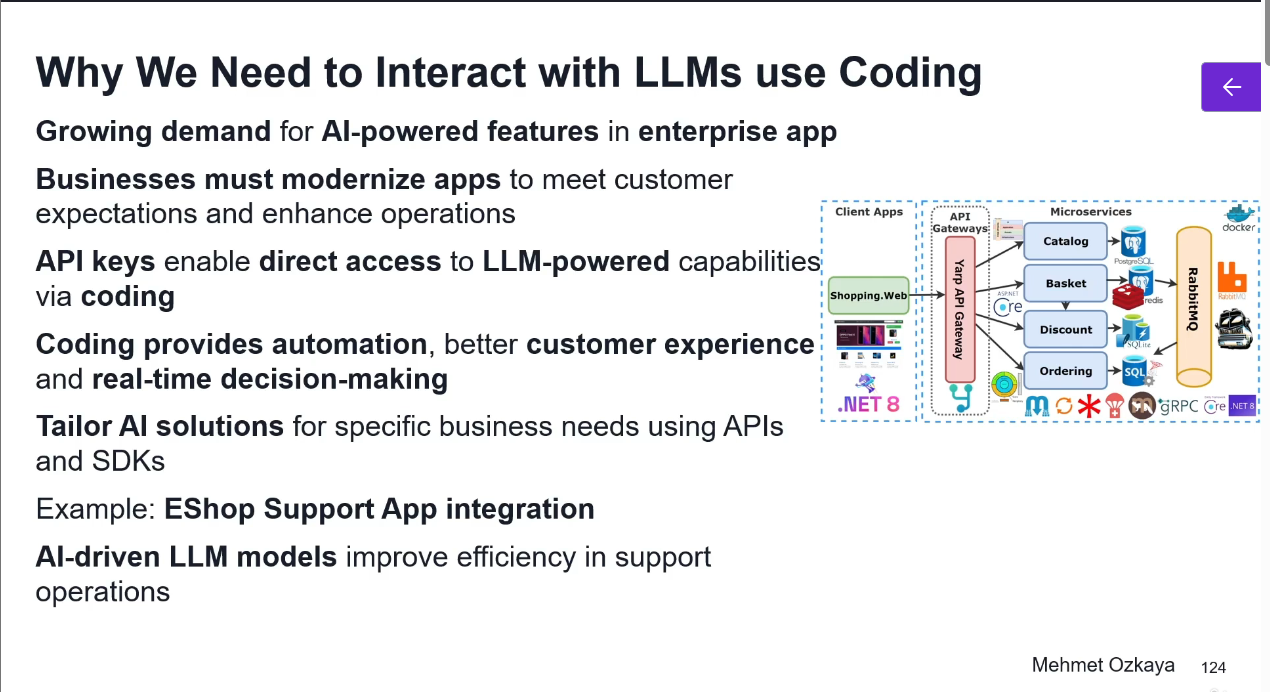 Why We Need to Interact with LLMs use Coding
Growing demand for AI-powered features in enterprise app
Businesses must modernize apps to meet customer
expectations and enhance operations
API keys enable direct access to LLM-powered capabilities
via coding
Coding provides automation, better customer experience
and real-time decision-making
Tailor AI solutions for specific business needs using APIs
and SDKs
Example: EShop Support App integration
AI-driven LLM models improve efficiency in support
operations
Client Apps
Shopping.Web
.NET 8
API
Gateways
Yarp API Gateway
Microservices
Catalog
Basket
Discount
Ordering
PostgreSQL
redis
ASP.NET
Core
SQLite
SQL
RabbitMQ
docker
RabbitMQ
gRPC
Core
.NET 8
Mehmet Ozkaya
124